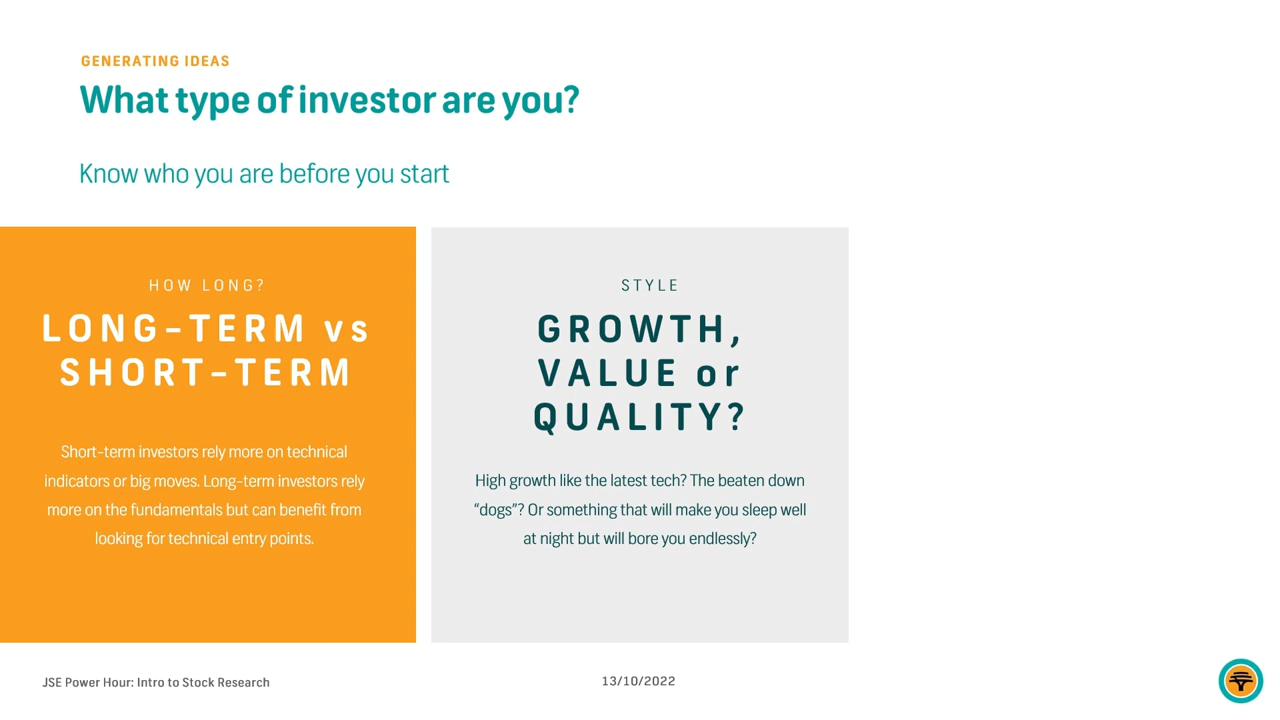 GENERATING IDEAS
What type of investor are you?
Know who you are before you start
HOW LONG?
LONG-TERM vs
SHORT-TERM
Short-term investors rely more on technical
indicators or big moves. Long-term investors rely
more on the fundamentals but can benefit from
looking for technical entry points.
STYLE
GROWTH,
VALUE or
QUALITY?
High growth like the latest tech? The beaten down
“dogs”? Or something that will make you sleep well
at night but will bore you endlessly?
JSE Power Hour: Intro to Stock Research
13/10/2022